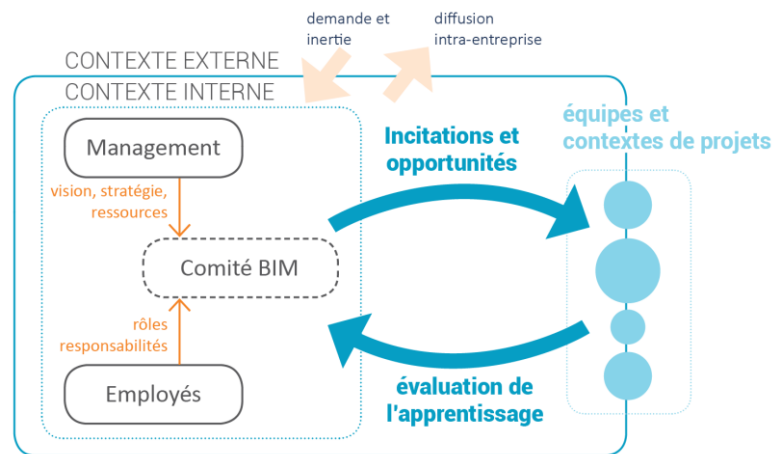 demande et
inertie
diffusion
intra-entreprise
CONTEXTE EXTERNE
CONTEXTE INTERNE
Management
vision, stratégie,
ressources
Comité BIM
rôles
responsabilités
Employés
Incitations et
opportunités
évaluation de
l'apprentissage
équipes et
contextes de projets